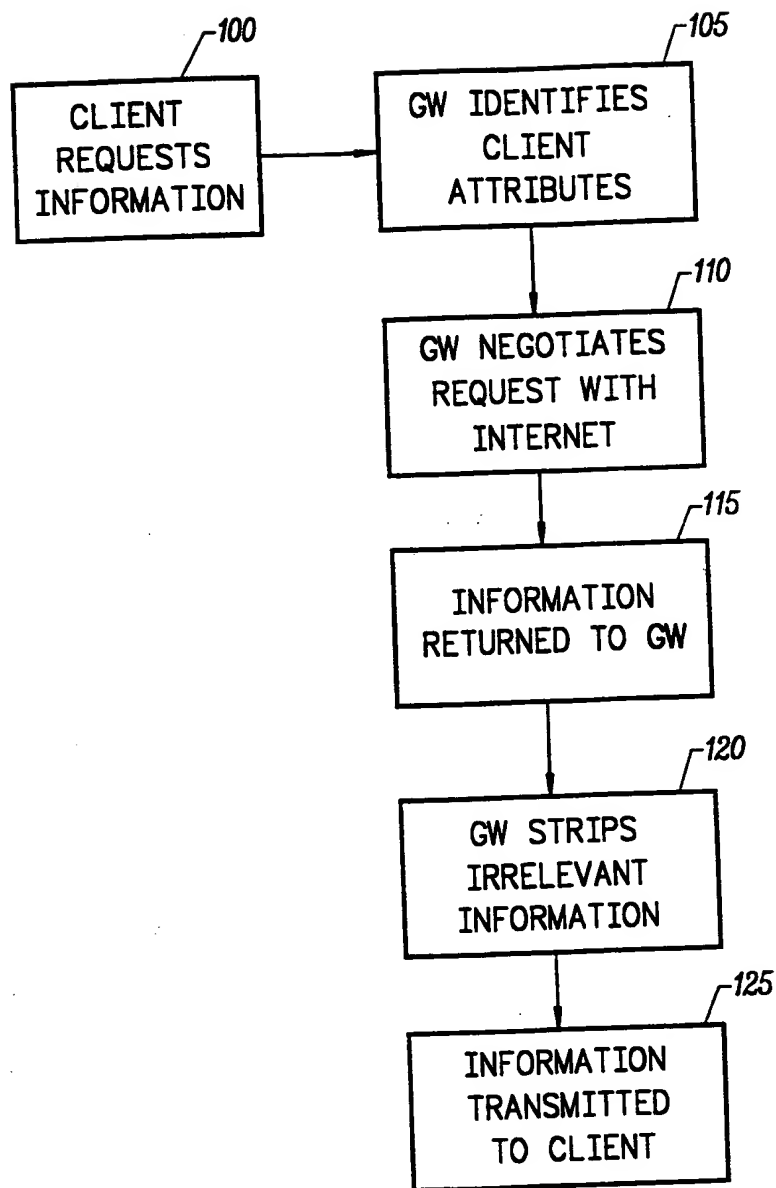 100
CLIENT
REQUESTS
INFORMATION
105
GW IDENTIFIES
CLIENT
ATTRIBUTES
110
GW NEGOTIATES
REQUEST WITH
INTERNET
115
INFORMATION
RETURNED TO GW
120
GW STRIPS
IRRELEVANT
INFORMATION
125
INFORMATION
TRANSMITTED
TO CLIENT